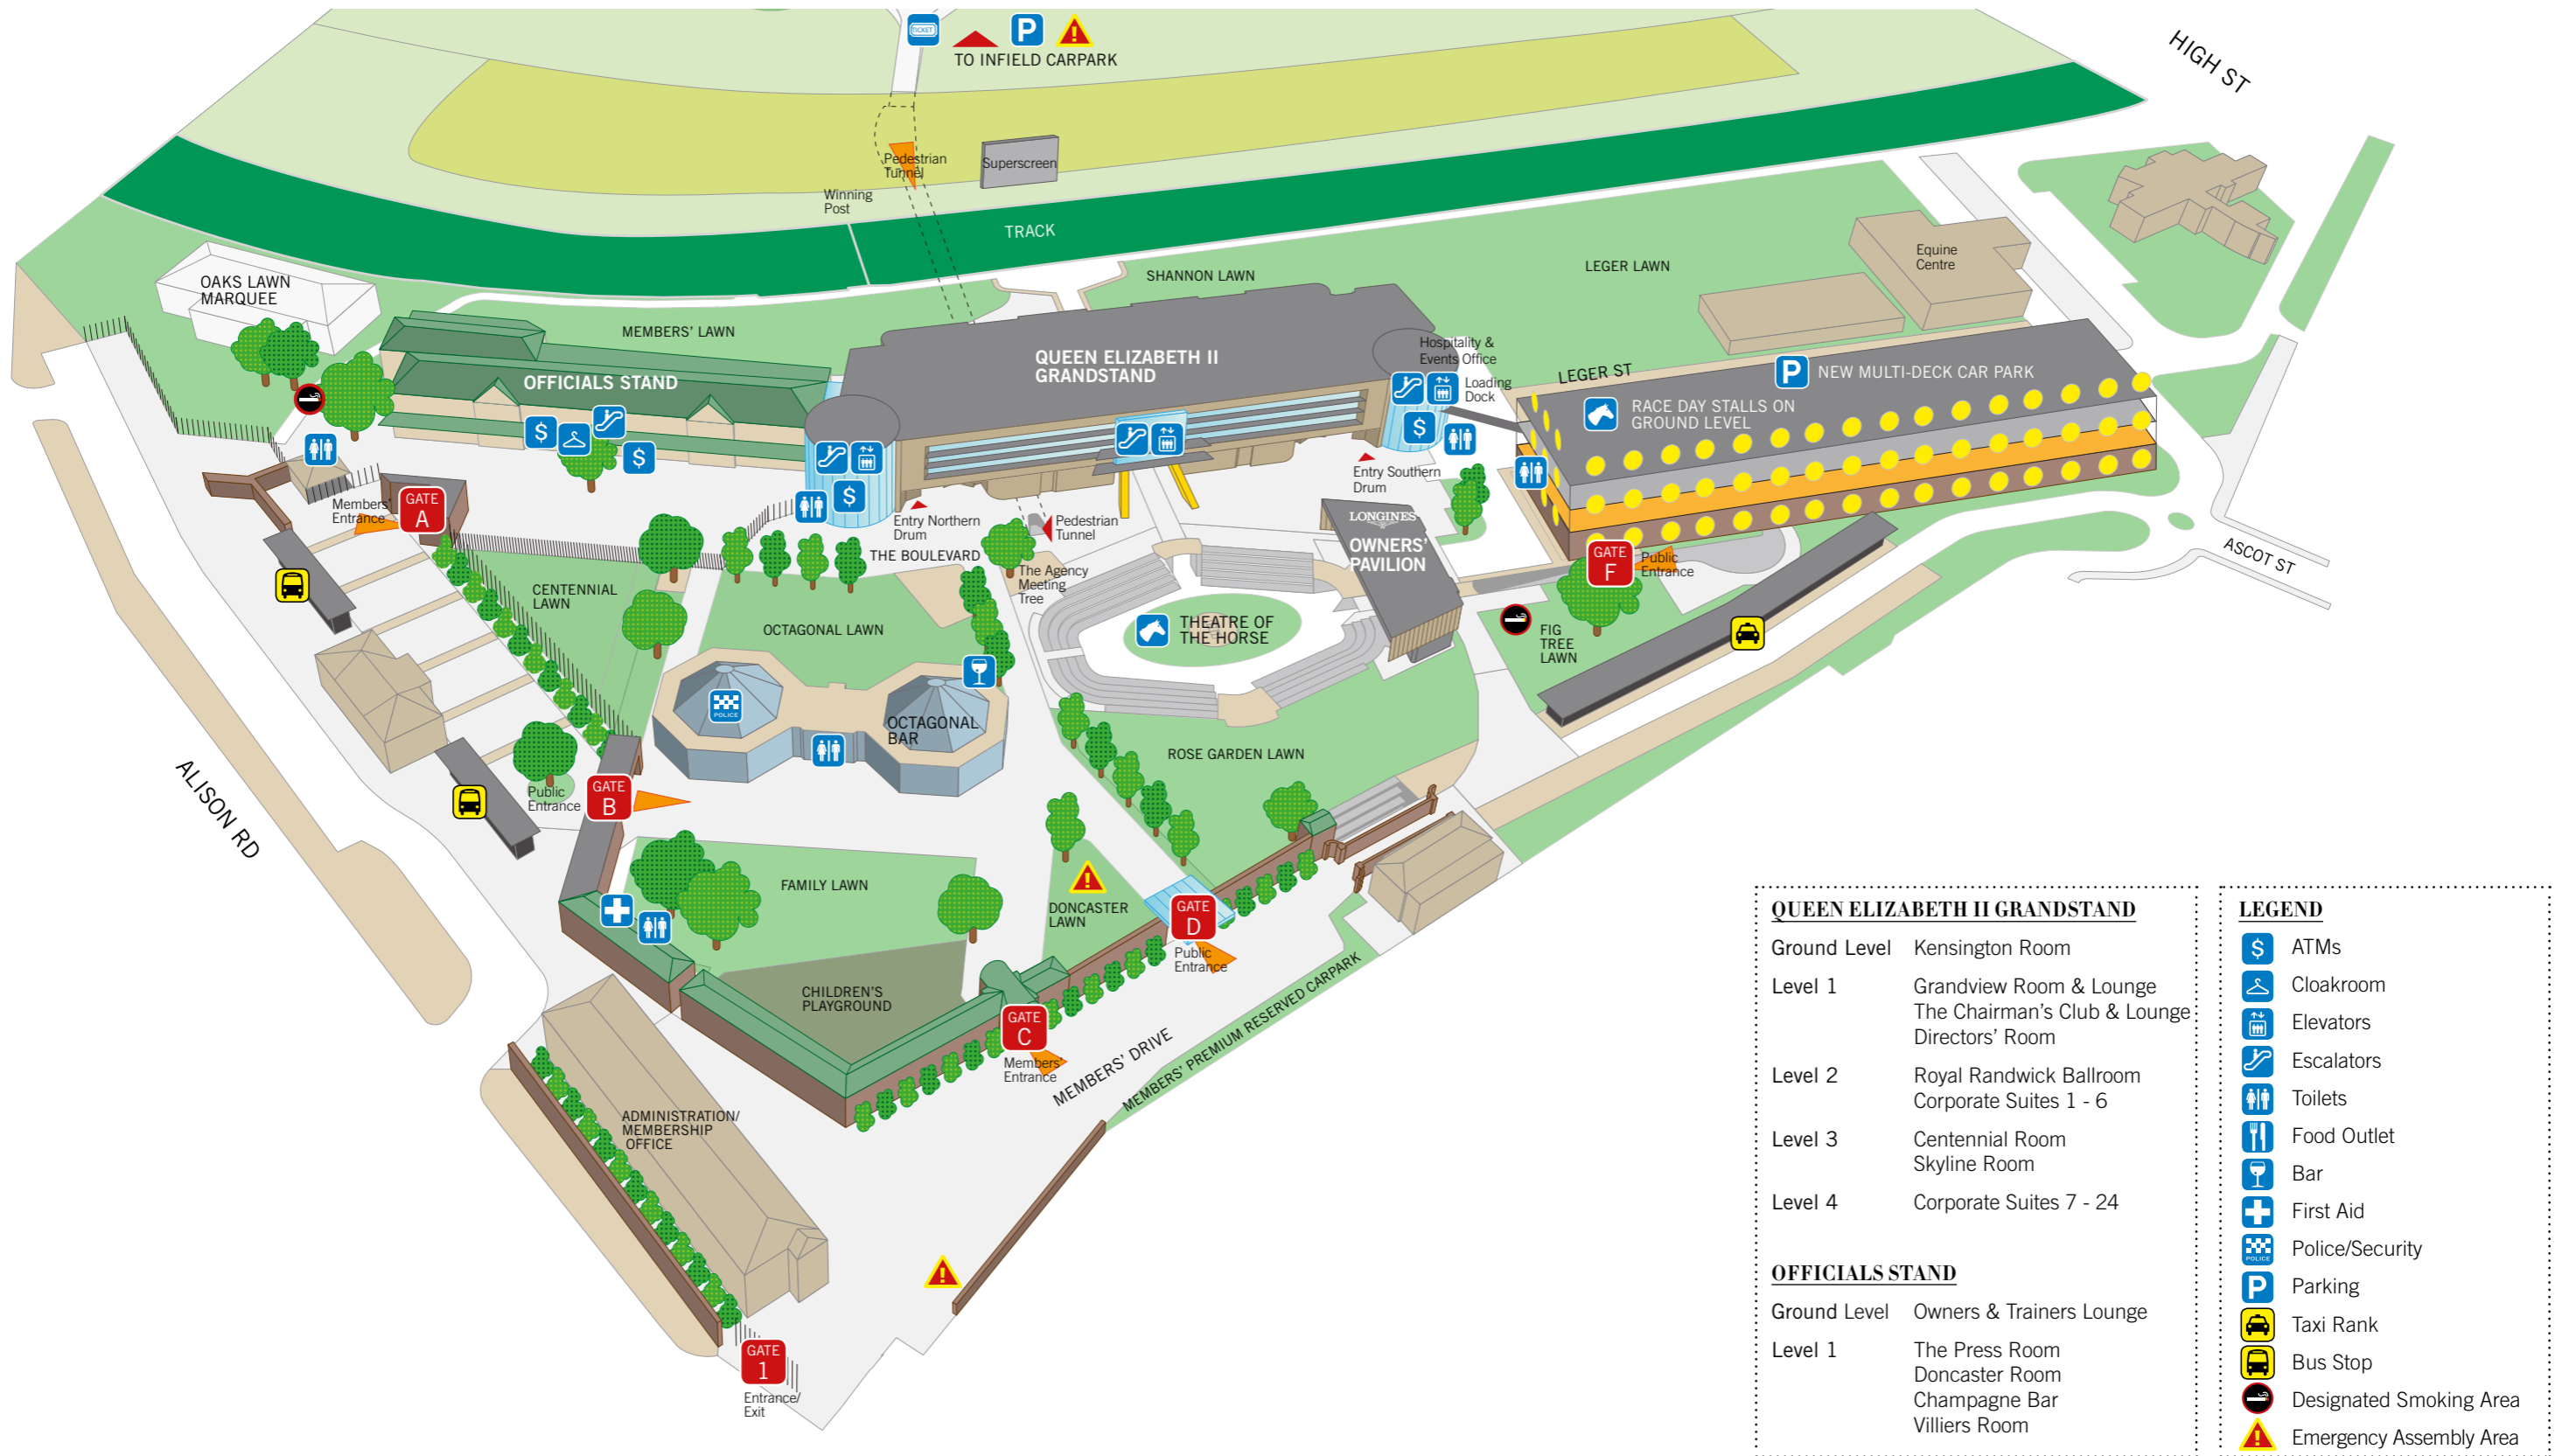 TICKET
P
TO INFIELD CARPARK
HIGH ST
Pedestrian
Tunnel
Superscreen
Winning
Post
TRACK
OAKS LAWN
MARQUEE
SHANNON LAWN
LEGER LAWN
Equine
Centre
MEMBERS' LAWN
OFFICIALS STAND
QUEEN ELIZABETH II
GRANDSTAND
Hospitality &
Events Office
Loading
Dock
LEGER ST
P
NEW MULTI-DECK CAR PARK
RACE DAY STALLS ON
GROUND LEVEL
$
$
$
$
Members'
Entrance
GATE
A
Entry Northern
Drum
Pedestrian
Tunnel
Entry Southern
Drum
LONGINES
OWNERS'
PAVILION
THE BOULEVARD
The Agency
Meeting
Tree
GATE
F
Public
Entrance
ASCOT ST
CENTENNIAL
LAWN
OCTAGONAL LAWN
THEATRE OF
THE HORSE
FIG
TREE
LAWN
POLICE
OCTAGONAL
BAR
ROSE GARDEN LAWN
ALISON RD
Public
Entrance
GATE
B
FAMILY LAWN
DONCASTER
LAWN
GATE
D
Public
Entrance
CHILDREN'S
PLAYGROUND
GATE
C
Members'
Entrance
MEMBERS' DRIVE
MEMBERS' PREMIUM RESERVED CARPARK
ADMINISTRATION/
MEMBERSHIP
OFFICE
GATE
1
Entrance/
Exit
QUEEN ELIZABETH II GRANDSTAND
Ground Level Kensington Room
Level 1 Grandview Room & Lounge
The Chairman's Club & Lounge
Directors' Room
Level 2 Royal Randwick Ballroom
Corporate Suites 1 - 6
Level 3 Centennial Room
Skyline Room
Level 4 Corporate Suites 7 - 24
OFFICIALS STAND
Ground Level Owners & Trainers Lounge
Level 1 The Press Room
Doncaster Room
Champagne Bar
Villiers Room
LEGEND
$ ATMs
Cloakroom
Elevators
Escalators
Toilets
Food Outlet
Bar
First Aid
POLICE Police/Security
P Parking
Taxi Rank
Bus Stop
Designated Smoking Area
! Emergency Assembly Area